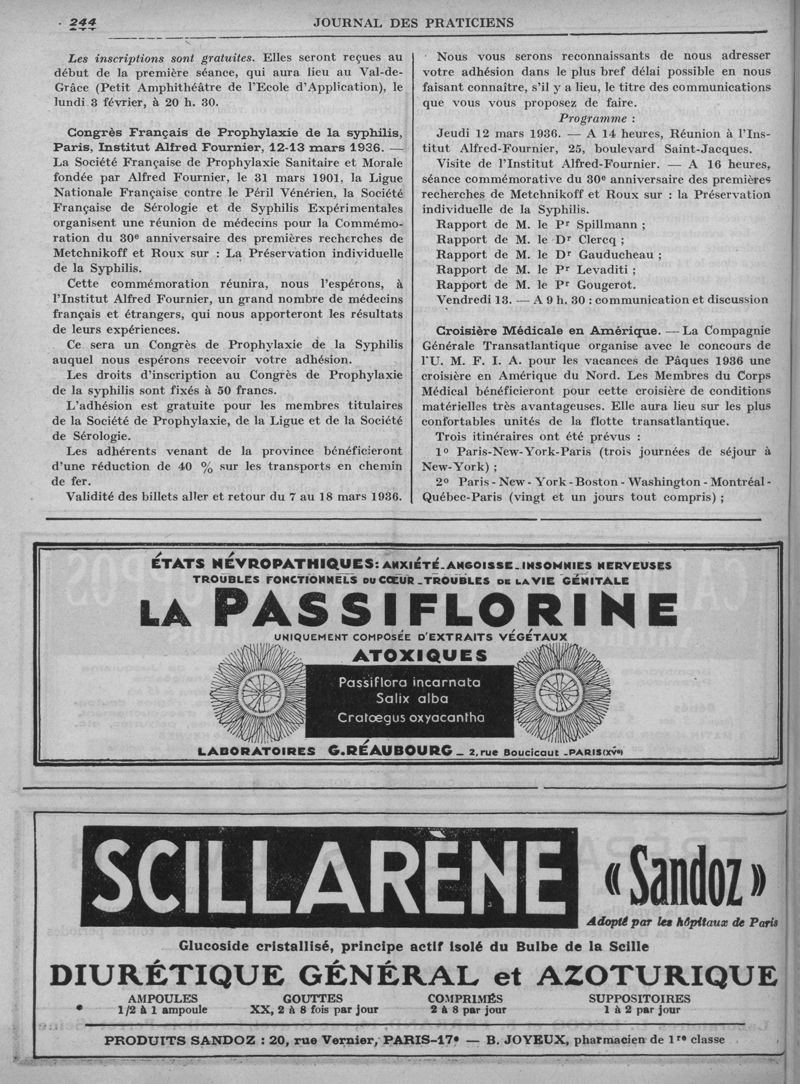 244
JOURNAL DES PRATICIENS
Les inscriptions sont gratuites. Elles seront reçues au
début de la première séance, qui aura lieu au Val-de-
Grâce (Petit Amphithéâtre de l'Ecole d'Application), le
lundi 3 février, à 20 h. 30.
Congrès Français de Prophylaxie de la syphilis,
Paris, Institut Alfred Fournier, 12-13 mars 1936. —
La Société Française de Prophylaxie Sanitaire et Morale
fondée par Alfred Fournier, le 31 mars 1901, la Ligue
Nationale Française contre le Péril Vénérien, la Société
Française de Sérologie et de Syphilis Expérimentales
organisent une réunion de médecins pour la Commémo-
ration du 30e anniversaire des premières recherches de
Metchnikoff et Roux sur : La Préservation individuelle
de la Syphilis.
Cette commémoration réunira, nous l'espérons, à
l'Institut Alfred Fournier, un grand nombre de médecins
français et étrangers, qui nous apporteront les résultats
de leurs expériences.
Ce sera un Congrès de Prophylaxie de la Syphilis
auquel nous espérons recevoir votre adhésion.
Les droits d'inscription au Congrès de Prophylaxie
de la syphilis sont fixés à 50 francs.
L'adhésion est gratuite pour les membres titulaires
de la Société de Prophylaxie, de la Ligue et de la Société
de Sérologie.
Les adhérents venant de la province bénéficieront
d'une réduction de 40 % sur les transports en chemin
de fer.
Validité des billets aller et retour du 7 au 18 mars 1936.
Nous vous serons reconnaissants de nous adresser
votre adhésion dans le plus bref délai possible en nous
faisant connaître, s'il y a lieu, le titre des communications
que vous vous proposez de faire.
Programme :
Jeudi 12 mars 1936. — A 14 heures, Réunion à l'Ins-
titut Alfred-Fournier, 25, boulevard Saint-Jacques.
Visite de l'Institut Alfred-Fournier. — A 16 heures,
séance commémorative du 30e anniversaire des premières
recherches de Metchnikoff et Roux sur : la Préservation
individuelle de la Syphilis.
Rapport de M. le Pr Spillmann ;
Rapport de M. le Dr Clercq ;
Rapport de M. le Dr Gauducheau ;
Rapport de M. le Pr Levaditi ;
Rapport de M. le Pr Gougerot.
Vendredi 13. — A 9 h. 30 : communication et discussion
Croisière Médicale en Amérique. — La Compagnie
Générale Transatlantique organise avec le concours de
l'U. M. F. I. A. pour les vacances de Pâques 1936 une
croisière en Amérique du Nord. Les Membres du Corps
Médical bénéficieront pour cette croisière de conditions
matérielles très avantageuses. Elle aura lieu sur les plus
confortables unités de la flotte transatlantique.
Trois itinéraires ont été prévus :
1o Paris-New-York-Paris (trois journées de séjour à
New-York) ;
2o Paris - New - York - Boston - Washington - Montréal -
Québec-Paris (vingt et un jours tout compris) ;
ÉTATS NÉVROPATHIQUES: ANXIÉTÉ_ANGOISSE_INSOMNIES NERVEUSES
TROUBLES FONCTIONNELS DU CŒUR_TROUBLES DE LA VIE GÉNITALE
LA PASSIFLORINE
UNIQUEMENT COMPOSÉE D'EXTRAITS VÉGÉTAUX
ATOXIQUES
Passiflora incarnata
Salix alba
Cratœgus oxyacantha
LABORATOIRES G.RÉAUBOURG _ 2, rue Boucicaut _PARIS (XVe)
SCILLARÈNE
« Sandoz »
Adopté par les hôpitaux de Paris
Glucoside cristallisé, principe actif isolé du Bulbe de la Scille
DIURÉTIQUE GÉNÉRAL et AZOTURIQUE
AMPOULES GOUTTES COMPRIMÉS SUPPOSITOIRES
1/2 à 1 ampoule XX, 2 à 8 fois par jour 2 à 8 par jour 1 à 2 par jour
PRODUITS SANDOZ : 20, rue Vernier, PARIS-17e — B. JOYEUX, pharmacien de 1re classe